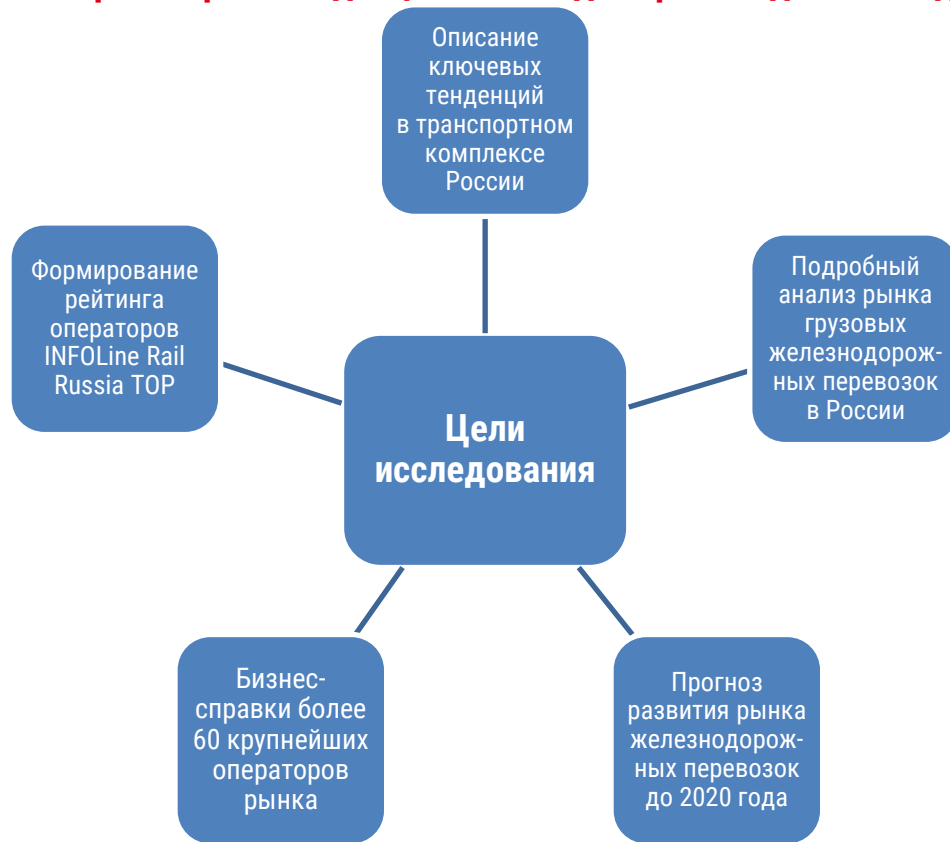 Описание
ключевых
тенденций
в транспортном
комплексе
России
Формирование
рейтинга
операторов
INFOLine Rail
Russia TOP
Подробный
анализ рынка
грузовых
железнодорож-
ных перевозок
в России
Цели
исследования
Бизнес-
справки более
60 крупнейших
операторов
рынка
Прогноз
развития рынка
железнодорож-
ных перевозок
до 2020 года